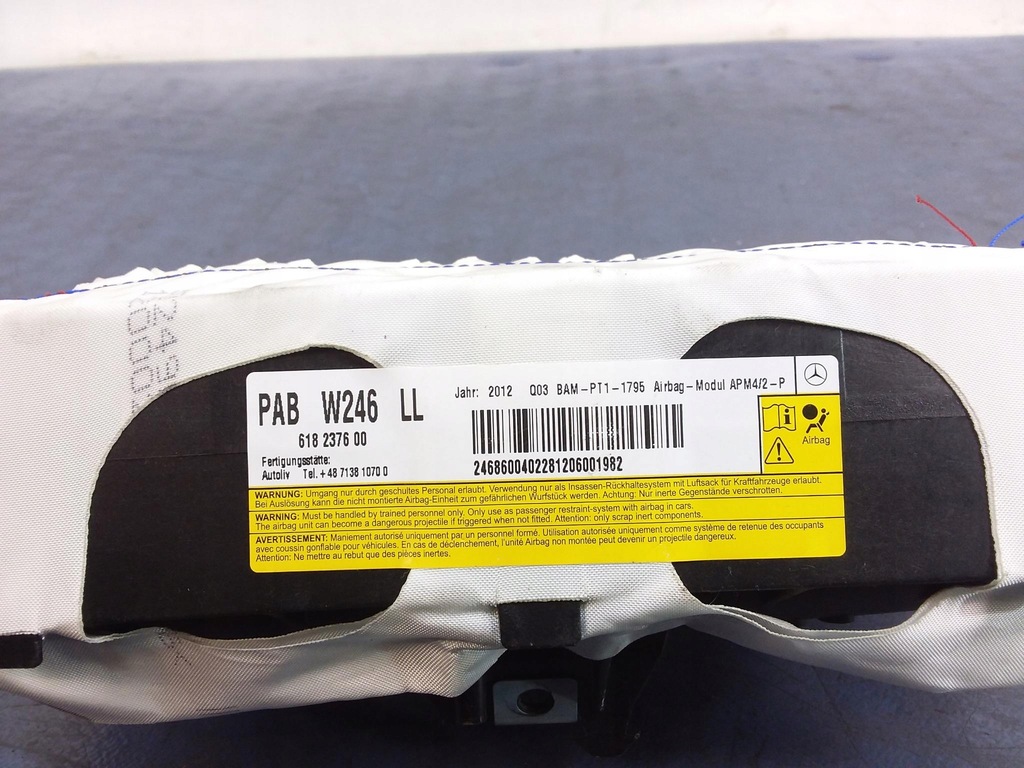 PAB W246 LL
618 2376 00
Fertigungsstätte:
Autoliv Tel.+48 7138 1070 0
Jahr: 2012 Q03 BAM-PT1-1795 Airbag-Modul APM4/2-P
24686004022812060019​82
i
Airbag
WARNUNG: Umgang nur durch geschultes Personal erlaubt. Verwendung nur als Insassen-Rückhaltesystem mit Luftsack für Kraftfahrzeuge erlaubt.
Bei Auslösung kann die nicht montierte Airbag-Einheit zum gefährlichen Wurfstück werden. Achtung: Nur inerte Gegenstände verschrotten.
WARNING: Must be handled by trained personnel only. Only use as passenger restraint-system with airbag in cars.
The airbag unit can become a dangerous projectile if triggered when not fitted. Attention: only scrap inert components.
AVERTISSEMENT: Maniement autorisé uniquement par un personnel formé. Utilisation autorisée uniquement comme système de retenue des occupants
avec coussin gonflable pour véhicules. En cas de déclenchement, l'unité Airbag non montée peut devenir un projectile dangereux.
Attention: Ne mettre au rebut que des pièces inertes.